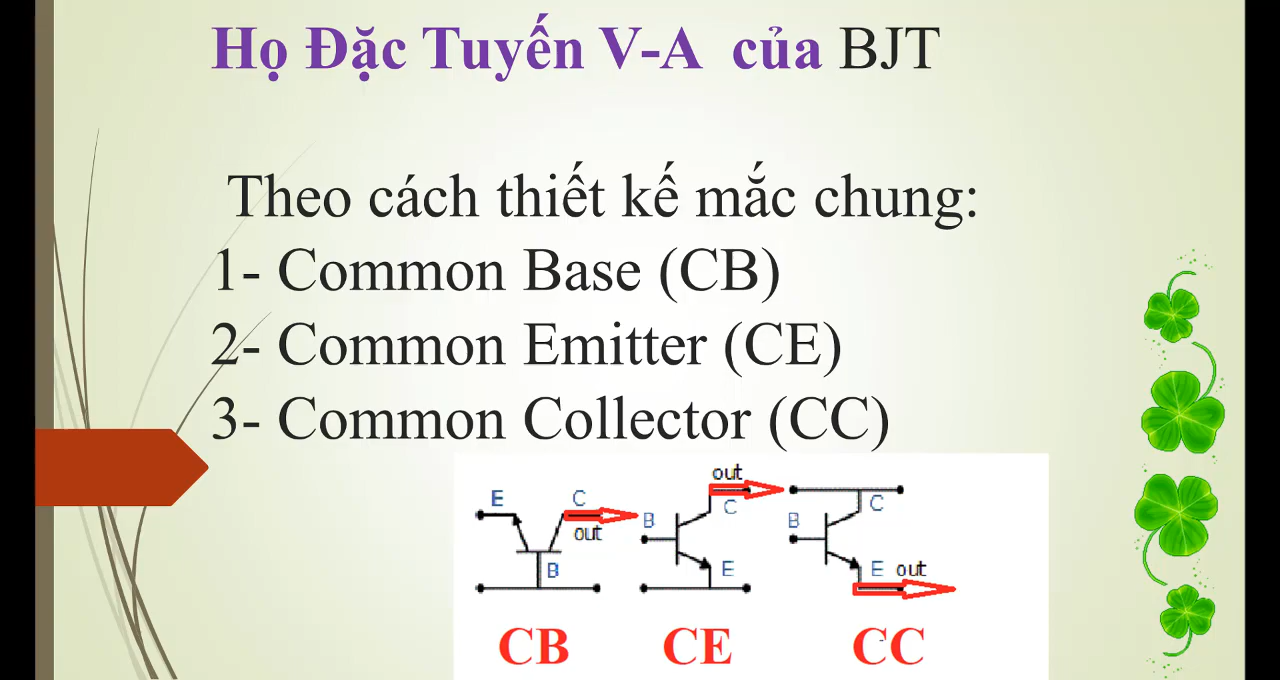 Họ Đặc Tuyến V-A của BJT
Theo cách thiết kế mắc chung:
1- Common Base (CB)
2- Common Emitter (CE)
3- Common Collector (CC)
E C out B
CB
out B C E
CE
B C E out
CC